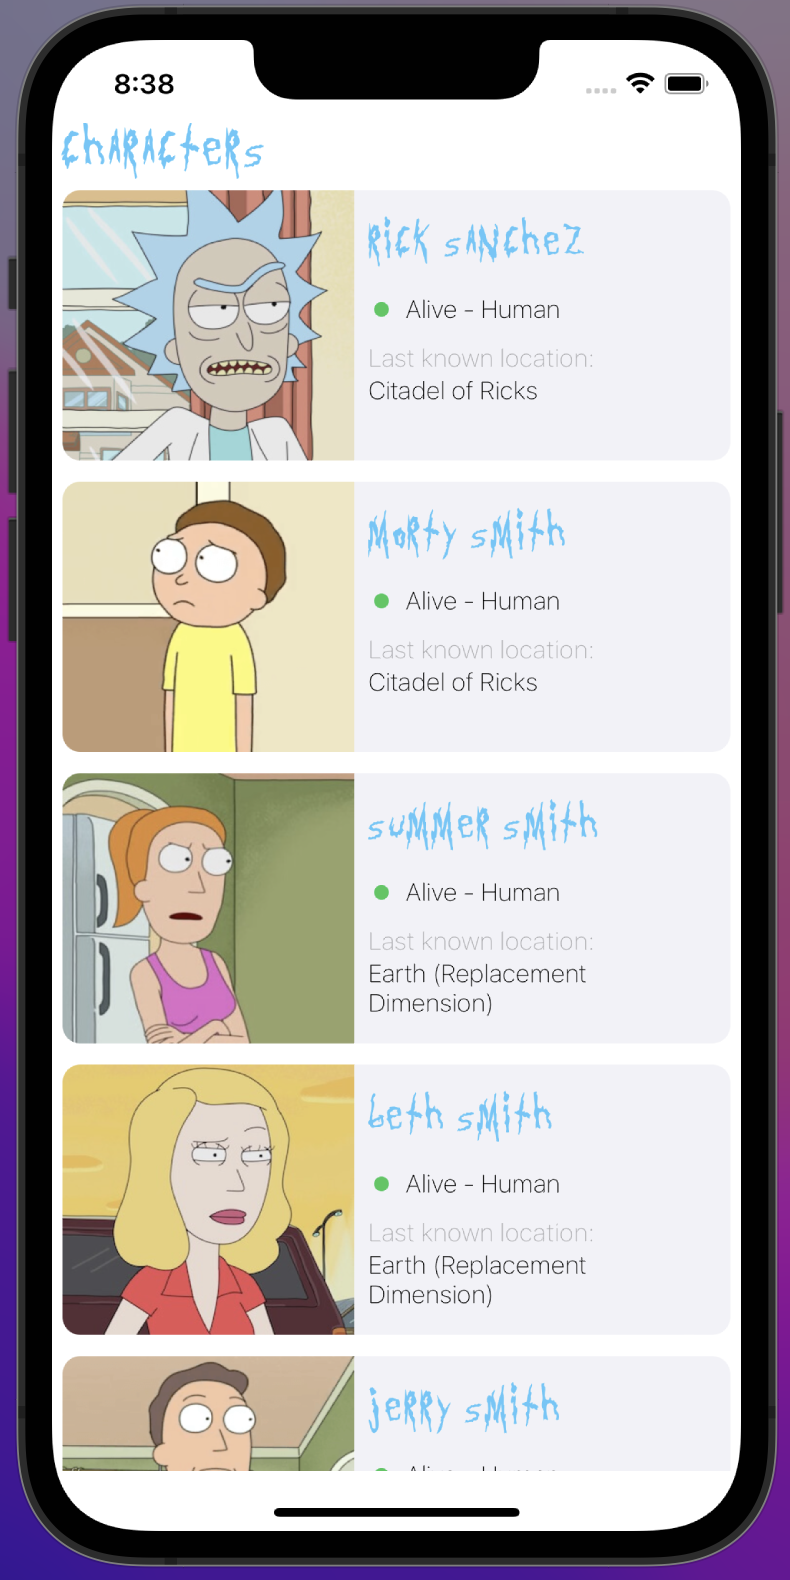 8:38
Characters
Rick Sanchez
Alive - Human
Last known location:
Citadel of Ricks
Morty Smith
Alive - Human
Last known location:
Citadel of Ricks
Summer Smith
Alive - Human
Last known location:
Earth (Replacement
Dimension)
Beth Smith
Alive - Human
Last known location:
Earth (Replacement
Dimension)
Jerry Smith